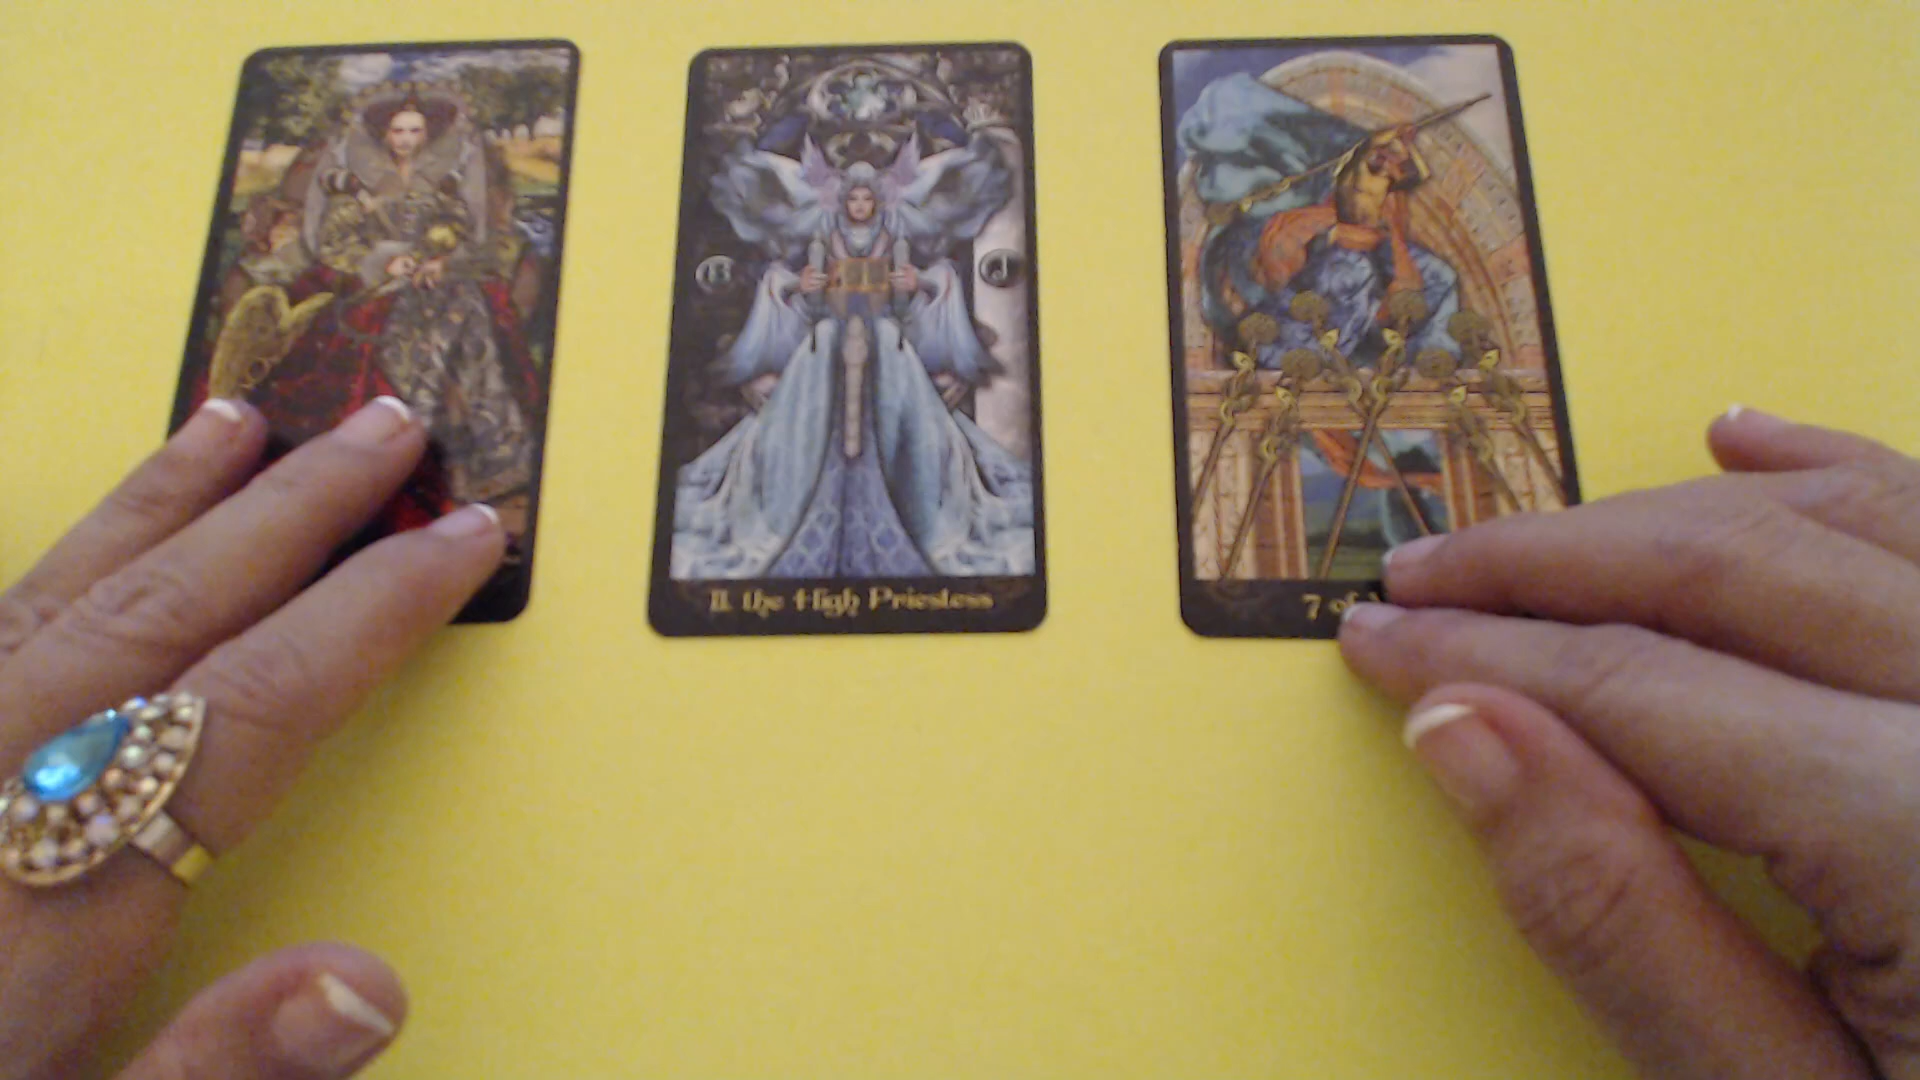 B J
II. the High Priestess
7 of